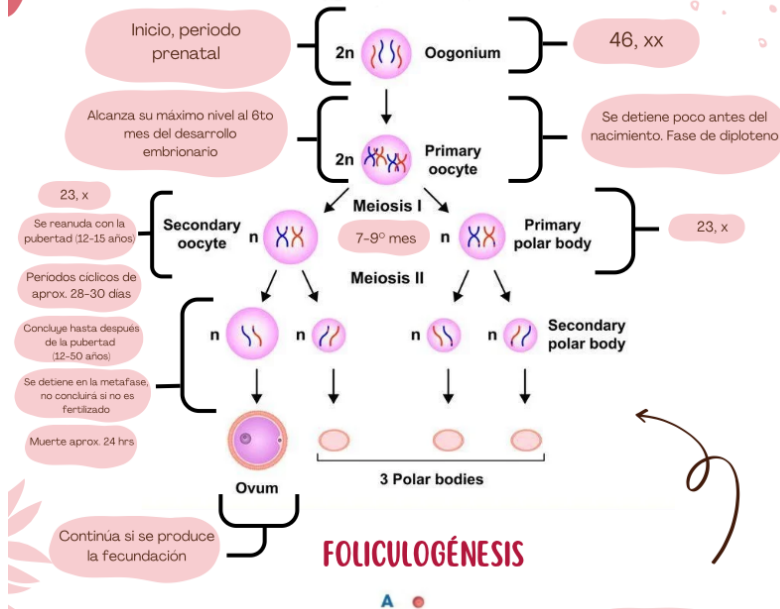 Inicio, periodo
prenatal
2n
Oogonium
46, xx
Alcanza su máximo nivel al 6to
mes del desarrollo
embrionario
2n
Primary
oocyte
Se detiene poco antes del
nacimiento. Fase de diploteno
Meiosis I
23, x
Se reanuda con la
pubertad (12-15 años)
Secondary
oocyte
n
7-9º mes
n
Primary
polar body
23, x
Meiosis II
Periodos cíclicos de
aprox. 28-30 días
Concluye hasta después
de la pubertad
(12-50 años)
n
n
n
n
Secondary
polar body
Se detiene en la metafase,
no concluirá si no es
fertilizado
Muerte aprox. 24 hrs
Ovum
3 Polar bodies
Continúa si se produce
la fecundación
FOLICULOGÉNESIS
A